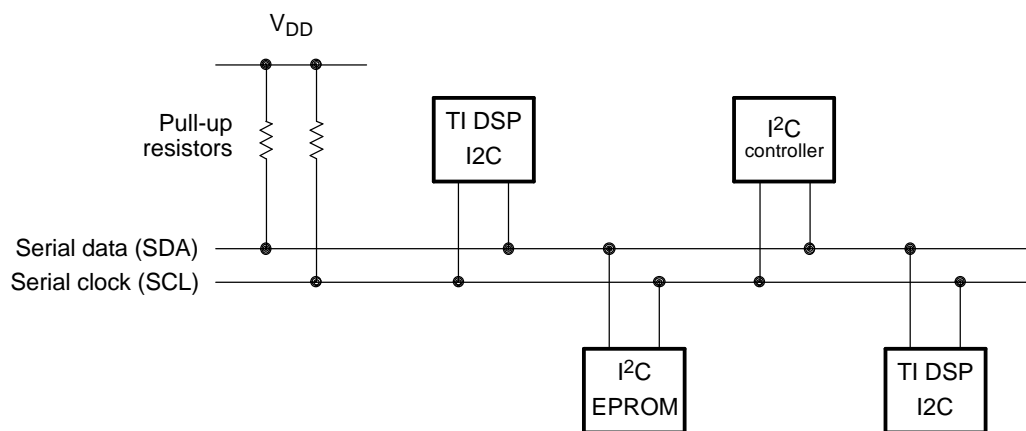 VDD
Pull-up
resistors
TI DSP
I2C
I²C
controller
Serial data (SDA)
Serial clock (SCL)
I²C
EPROM
TI DSP
I2C